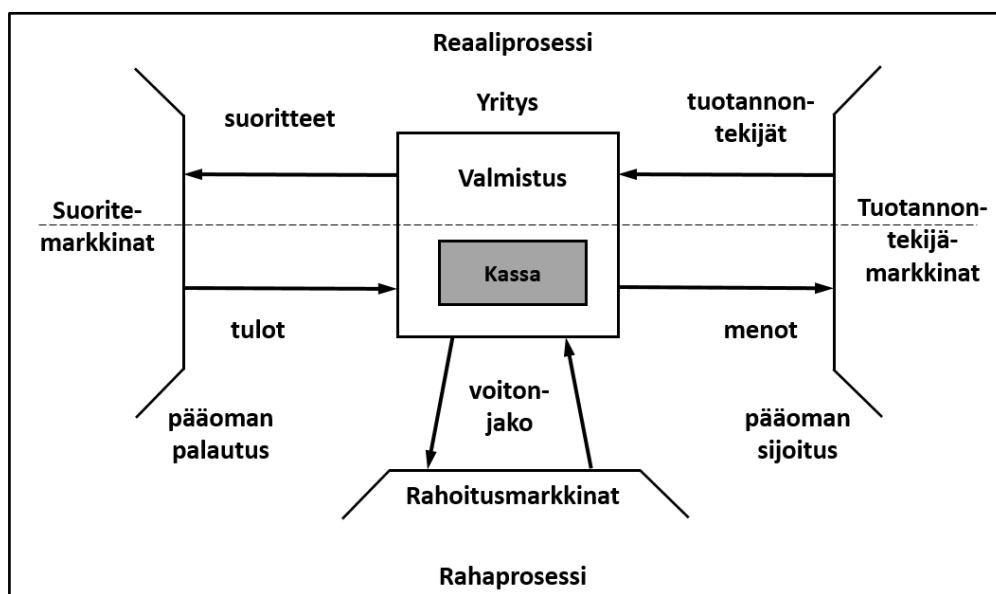 Reaaliprosessi
Yritys
suoritteet
tuotannon-
tekijät
Valmistus
Suorite-
markkinat
Tuotannon-
tekijä-
markkinat
Kassa
tulot
menot
voiton-
jako
pääoman
palautus
pääoman
sijoitus
Rahoitusmarkkinat
Rahaprosessi